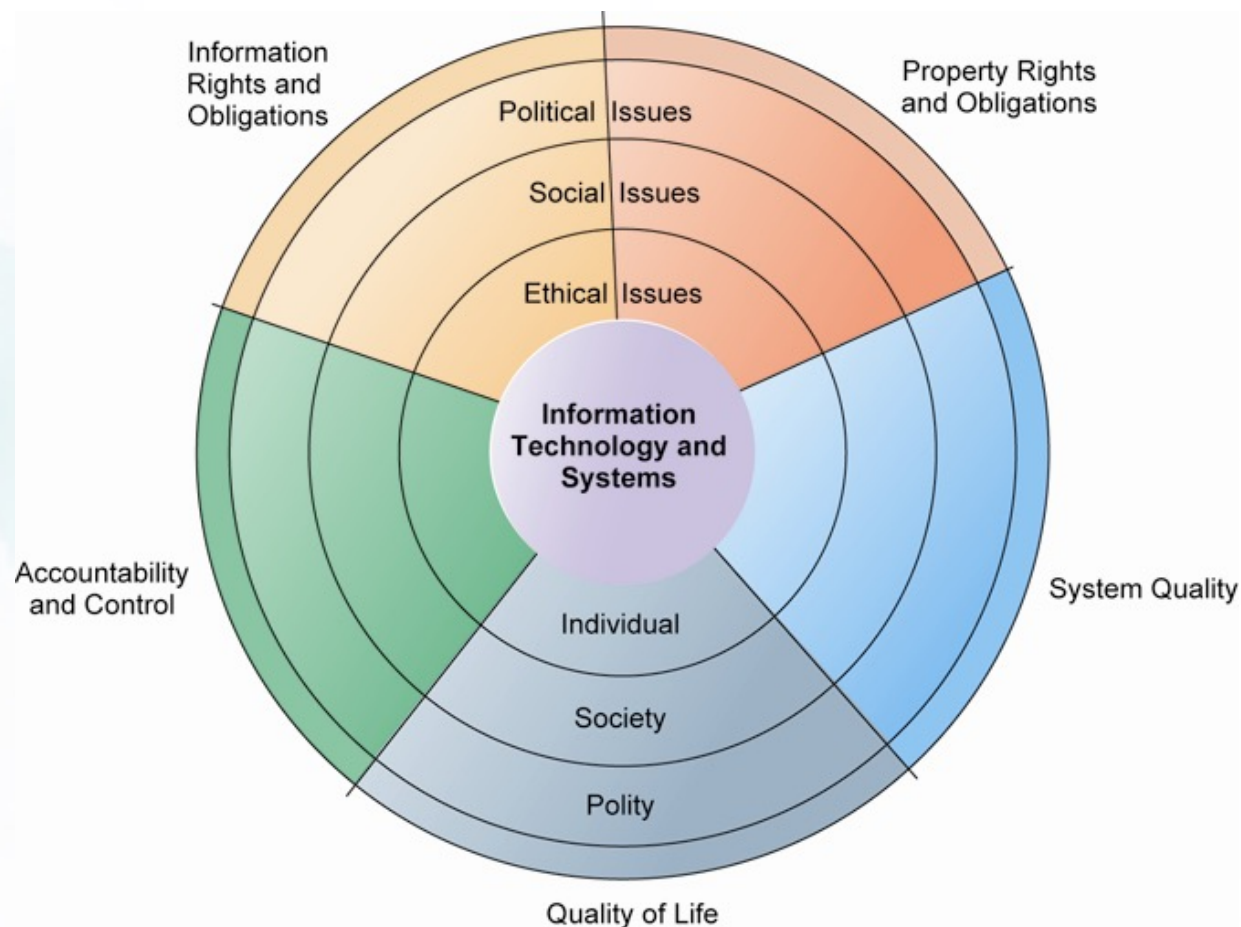 Information
Rights and
Obligations
Property Rights
and Obligations
Political Issues
Social Issues
Ethical Issues
Information
Technology and
Systems
Accountability
and Control
System Quality
Individual
Society
Polity
Quality of Life